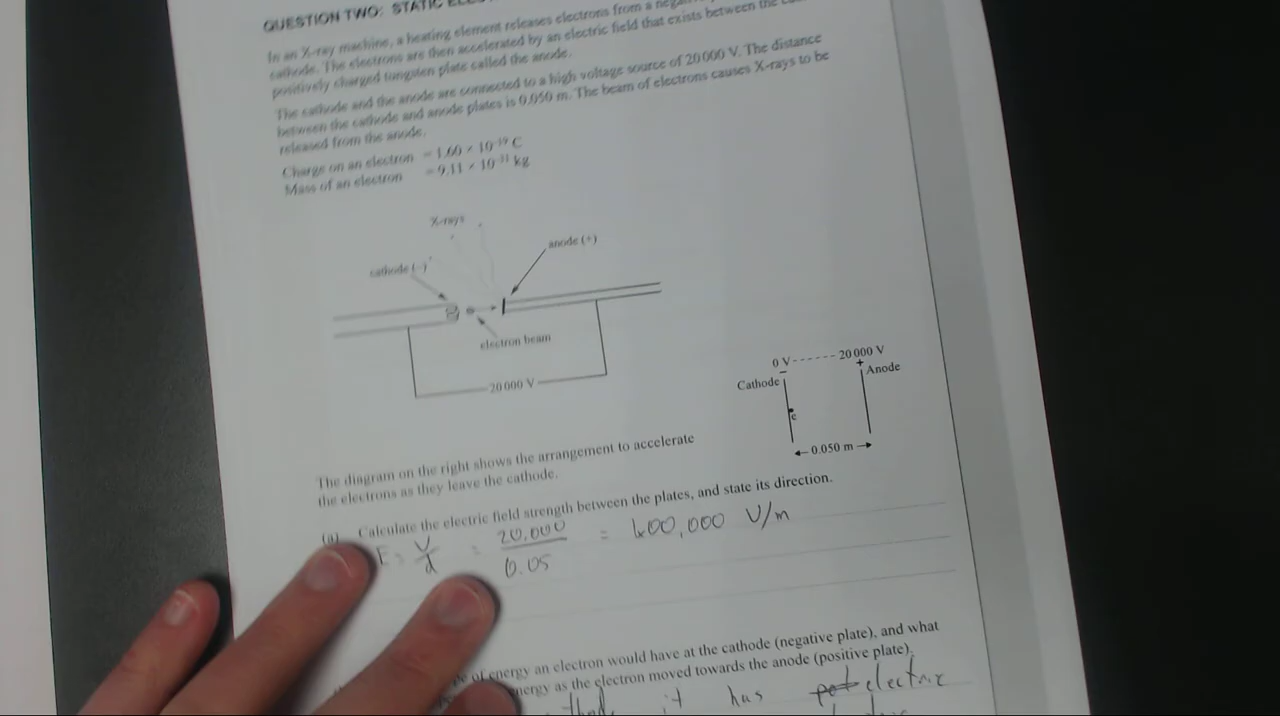 QUESTION TWO: STATIC
In an X-ray machine, a heating element releases electrons from a
cathode. The electrons are then accelerated by an electric field that exists between the
positively charged tungsten plate called the anode.
The cathode and the anode are connected to a high voltage source of 20 000 V. The distance
between the cathode and anode plates is 0.050 m. The beam of electrons causes X-rays to be
released from the anode.
Charge on an electron = 1.60 × 10⁻¹⁹ C
Mass of an electron = 9.11 × 10⁻³¹ kg
X-rays
anode (+)
cathode (–)
electron beam
20 000 V
0 V ------ 20 000 V
– +
Cathode Anode
e
0.050 m
The diagram on the right shows the arrangement to accelerate
the electrons as they leave the cathode.
(a) Calculate the electric field strength between the plates, and state its direction.
E = V/d = 20,000/0.05 = 400,000 V/m
of energy an electron would have at the cathode (negative plate), and what
energy as the electron moved towards the anode (positive plate).
it has electric